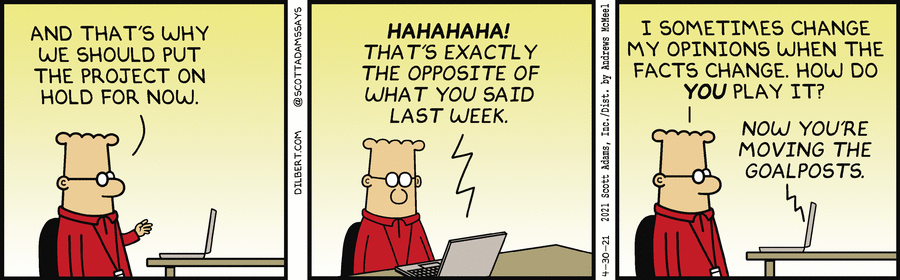 AND THAT'S WHY
WE SHOULD PUT
THE PROJECT ON
HOLD FOR NOW.
DILBERT.COM @SCOTTADAMSSAYS
HAHAHAHA!
THAT'S EXACTLY
THE OPPOSITE OF
WHAT YOU SAID
LAST WEEK.
4-30-21 2021 Scott Adams, Inc./Dist. by Andrews McMeel
I SOMETIMES CHANGE
MY OPINIONS WHEN THE
FACTS CHANGE. HOW DO
YOU PLAY IT?
NOW YOU'RE
MOVING THE
GOALPOSTS.